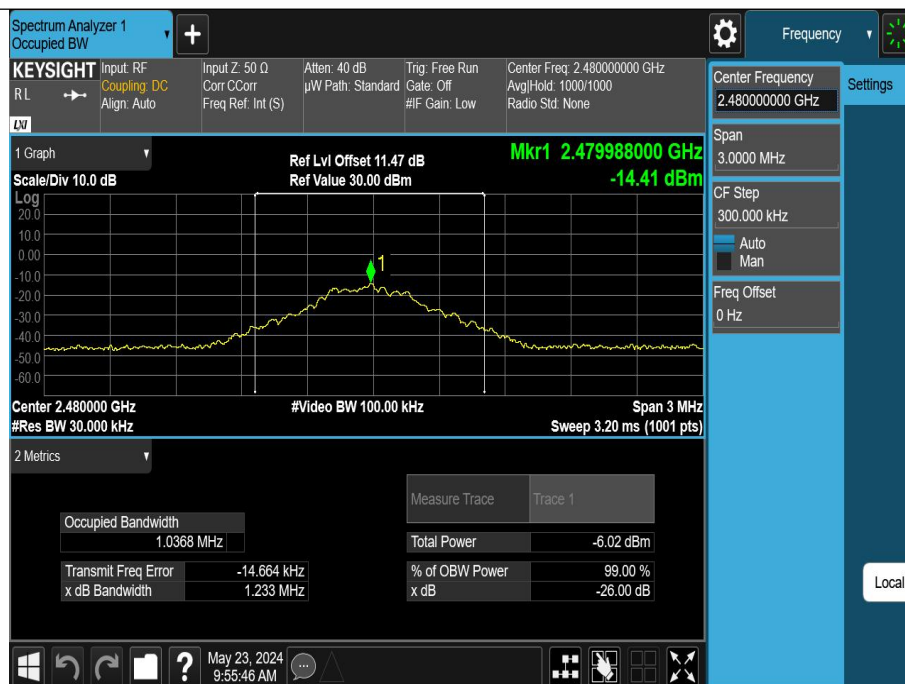 Spectrum Analyzer 1
Occupied BW
▼
+
Frequency
▼
KEYSIGHT
RL
LXI
Input: RF
Coupling: DC
Align: Auto
Input Z: 50 Ω
Corr CCorr
Freq Ref: Int (S)
Atten: 40 dB
µW Path: Standard
Trig: Free Run
Gate: Off
#IF Gain: Low
Center Freq: 2.480000000 GHz
Avg|Hold: 1000/1000
Radio Std: None
Center Frequency
2.480000000 GHz
Settings
Span
3.0000 MHz
CF Step
300.000 kHz
Auto
Man
Freq Offset
0 Hz
Local
1 Graph
Scale/Div 10.0 dB
Ref Lvl Offset 11.47 dB
Ref Value 30.00 dBm
Mkr1 2.479988000 GHz
-14.41 dBm
Log
20.0
10.0
0.00
-10.0
-20.0
-30.0
-40.0
-50.0
-60.0
1
Center 2.480000 GHz
#Res BW 30.000 kHz
#Video BW 100.00 kHz
Span 3 MHz
Sweep 3.20 ms (1001 pts)
2 Metrics
Measure Trace Trace 1
Occupied Bandwidth
1.0368 MHz
Total Power -6.02 dBm
Transmit Freq Error -14.664 kHz
% of OBW Power 99.00 %
x dB Bandwidth 1.233 MHz
x dB -26.00 dB
?
May 23, 2024
9:55:46 AM